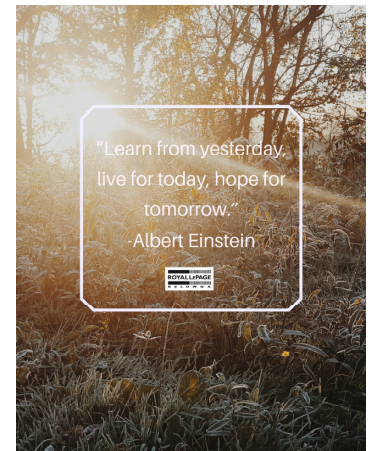 “Learn from yesterday,
live for today, hope for
tomorrow.”
-Albert Einstein
ROYAL LEPAGE
KELOWNA